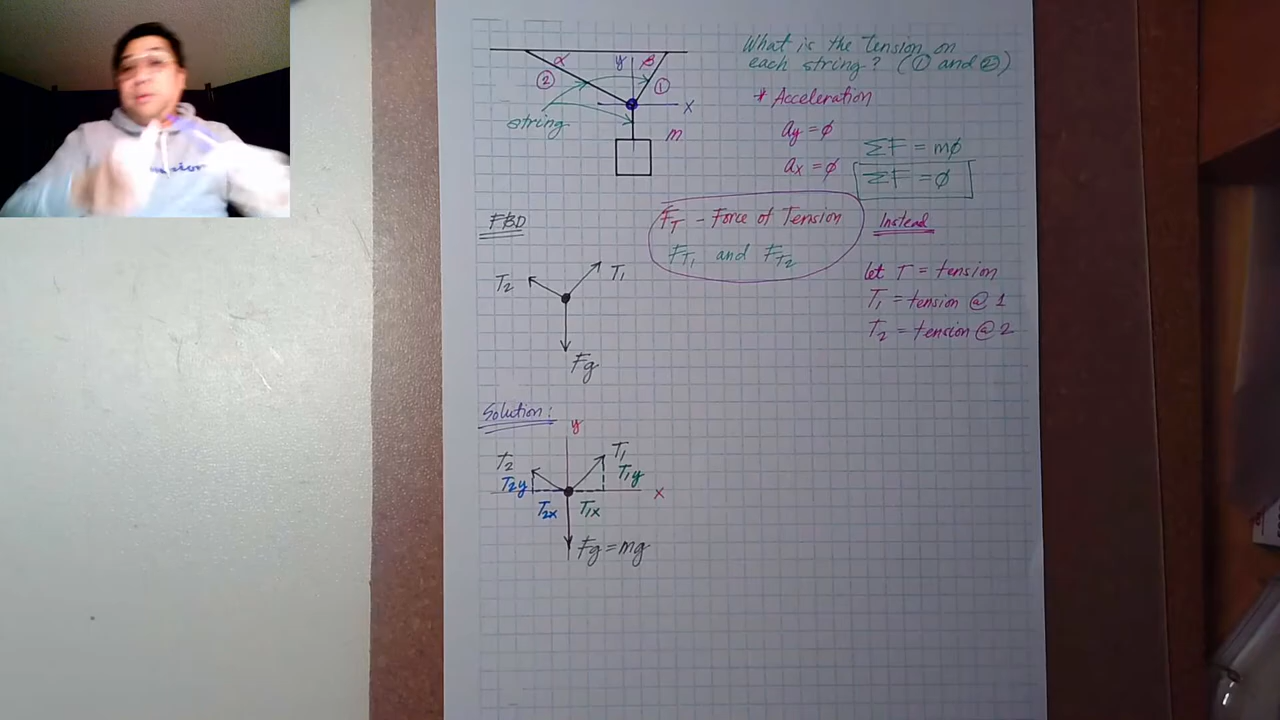 What is the tension on
each string? (① and ②)
α y β
② ①
x
string
m
* Acceleration
ay = φ
ax = φ
ΣF = mφ
ΣF = φ
FBD
FT - Force of Tension
FT1 and FT2
Instead
let T = tension
T1 = tension @ 1
T2 = tension @ 2
T2 T1
Fg
Solution:
y
T2 T1
T2y T1y
x
T2x T1x
Fg = mg